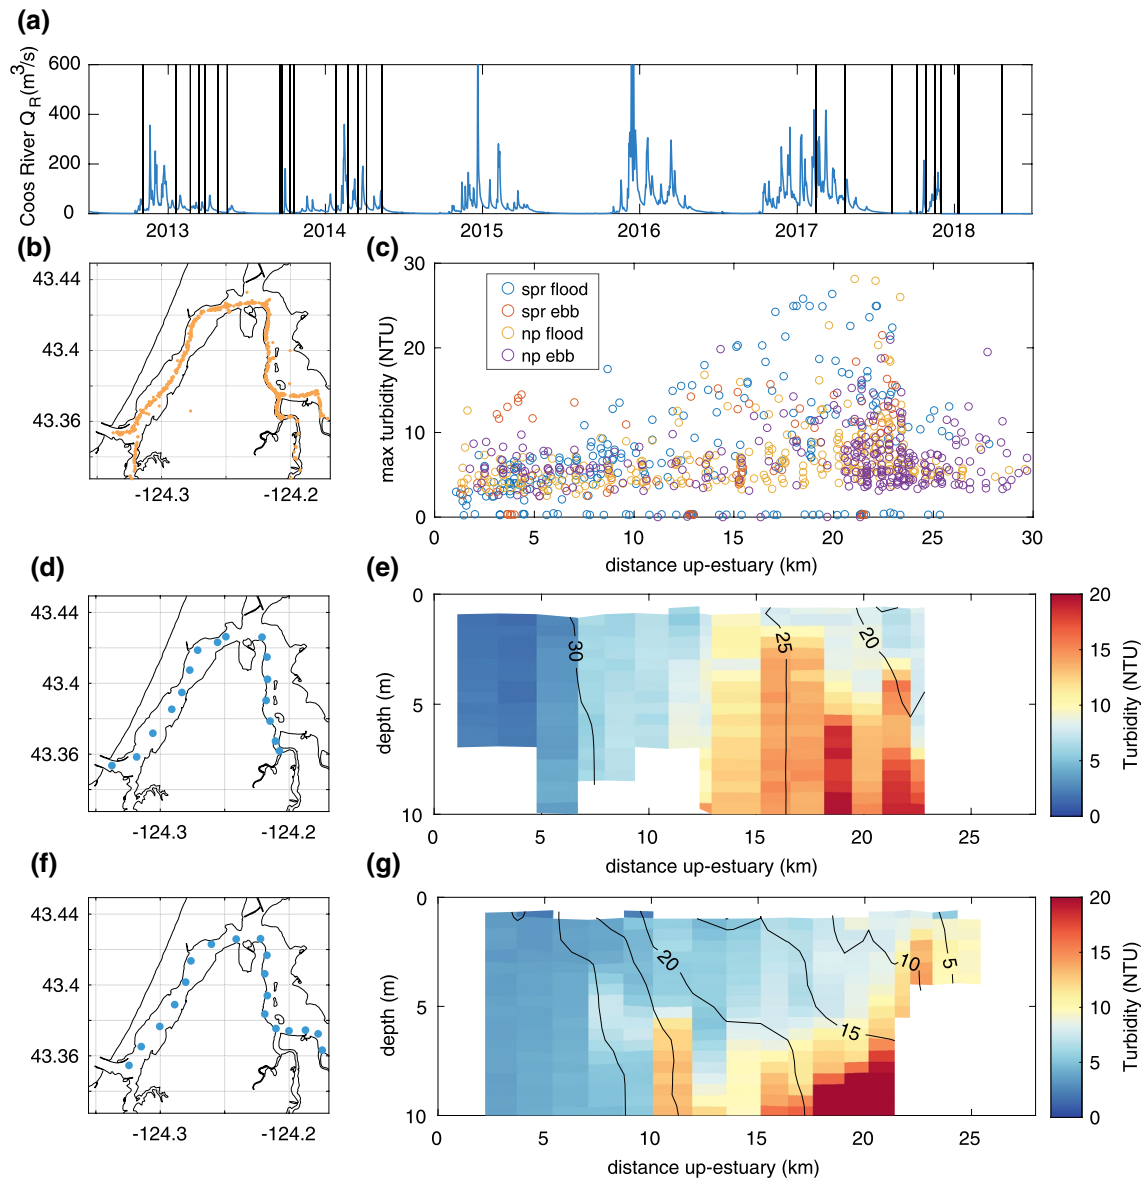 (a)
Coos River Q_R(m^3/s)
600
400
200
0
2013 2014 2015 2016 2017 2018
(b)
43.44
43.4
43.36
-124.3 -124.2
(c)
max turbidity (NTU)
30
20
10
0
spr flood
spr ebb
np flood
np ebb
0 5 10 15 20 25 30
distance up-estuary (km)
(d)
43.44
43.4
43.36
-124.3 -124.2
(e)
depth (m)
0
5
10
30
25
20
0 5 10 15 20 25
distance up-estuary (km)
20
15
10
5
0
Turbidity (NTU)
(f)
43.44
43.4
43.36
-124.3 -124.2
(g)
depth (m)
0
5
10
20
15
10
5
0 5 10 15 20 25
distance up-estuary (km)
20
15
10
5
0
Turbidity (NTU)